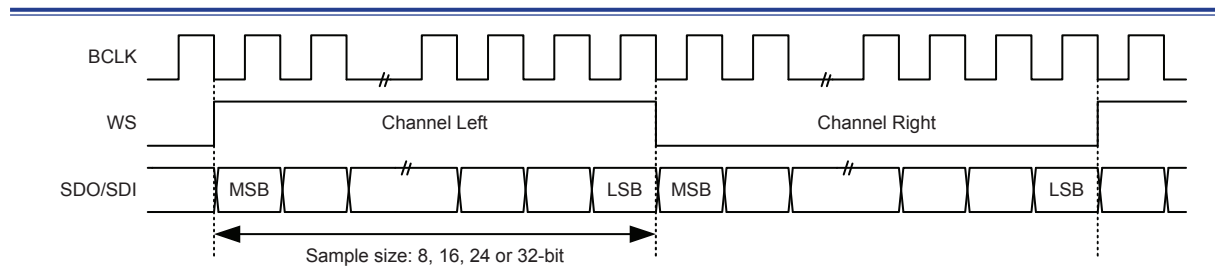 BCLK
WS
Channel Left
Channel Right
SDO/SDI
MSB
LSB
MSB
LSB
Sample size: 8, 16, 24 or 32-bit